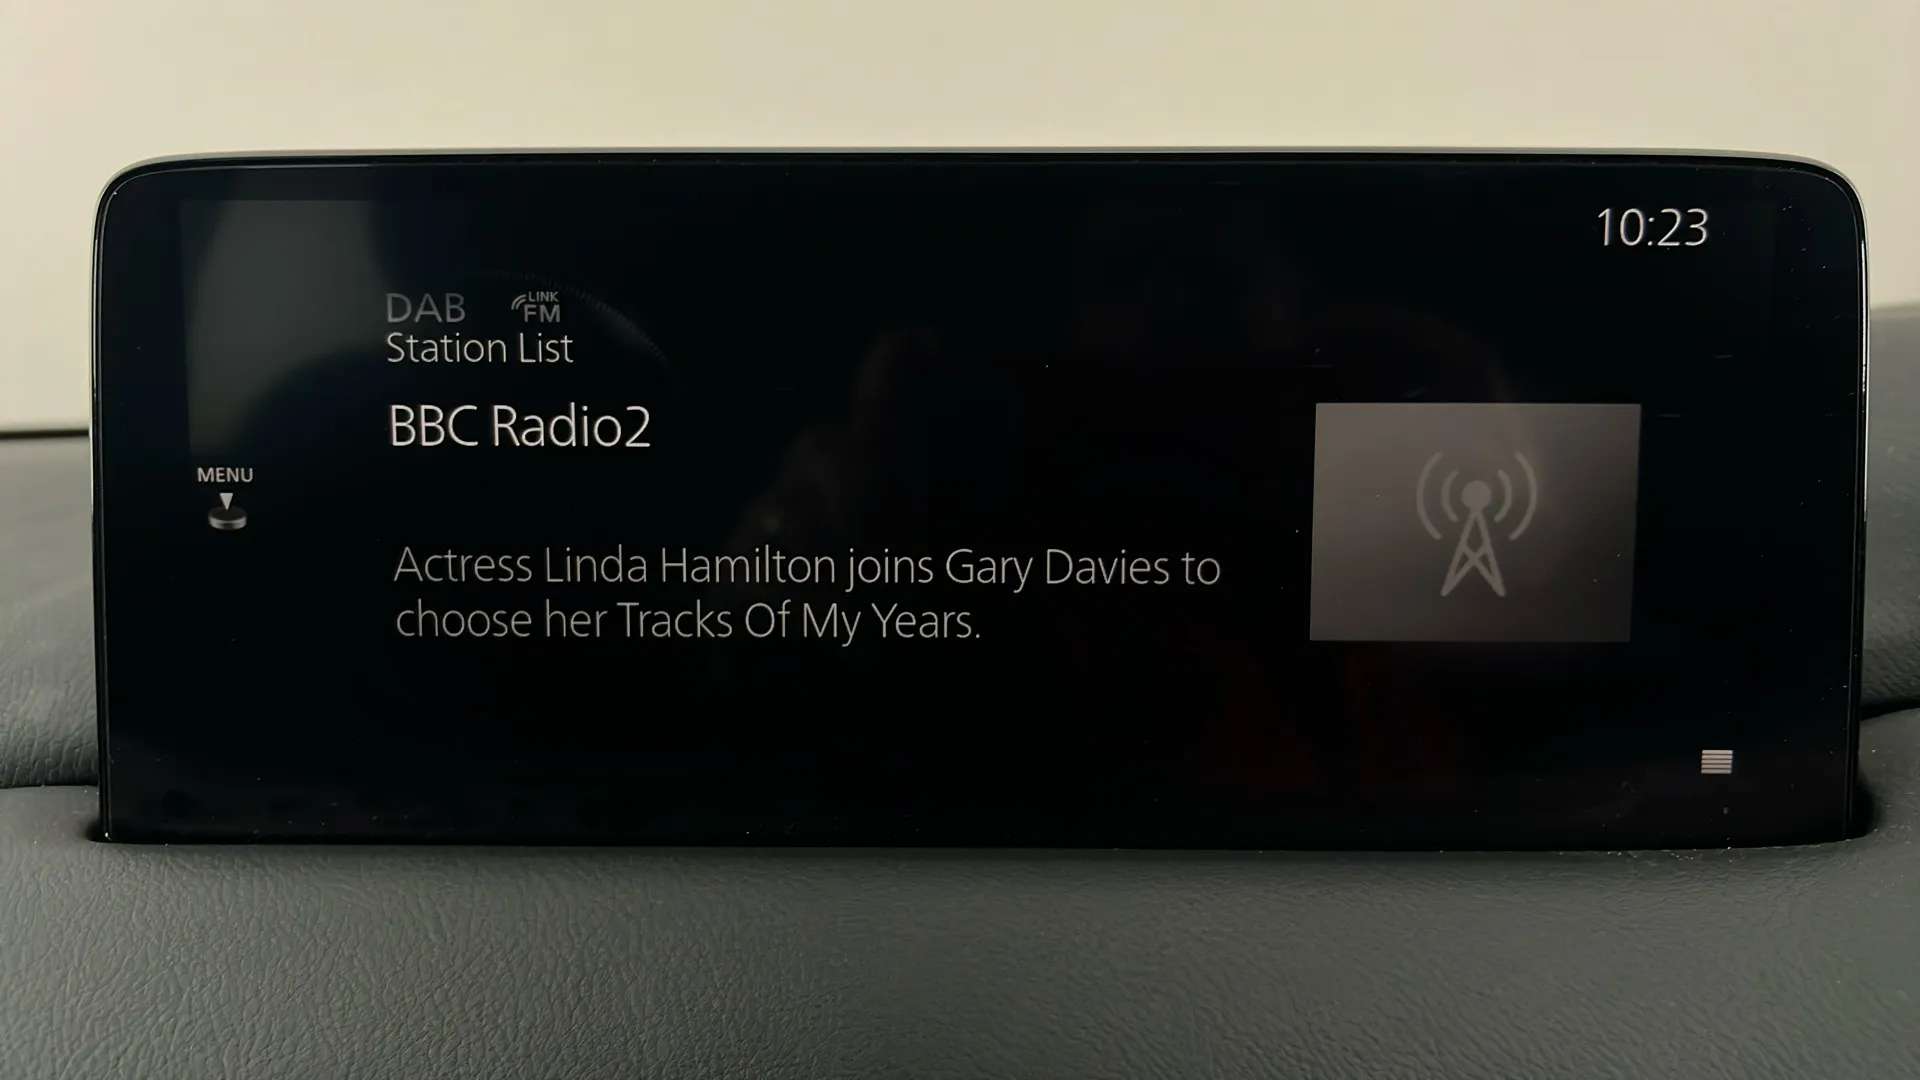 10:23
DAB LINK FM
Station List
BBC Radio2
MENU
Actress Linda Hamilton joins Gary Davies to
choose her Tracks Of My Years.